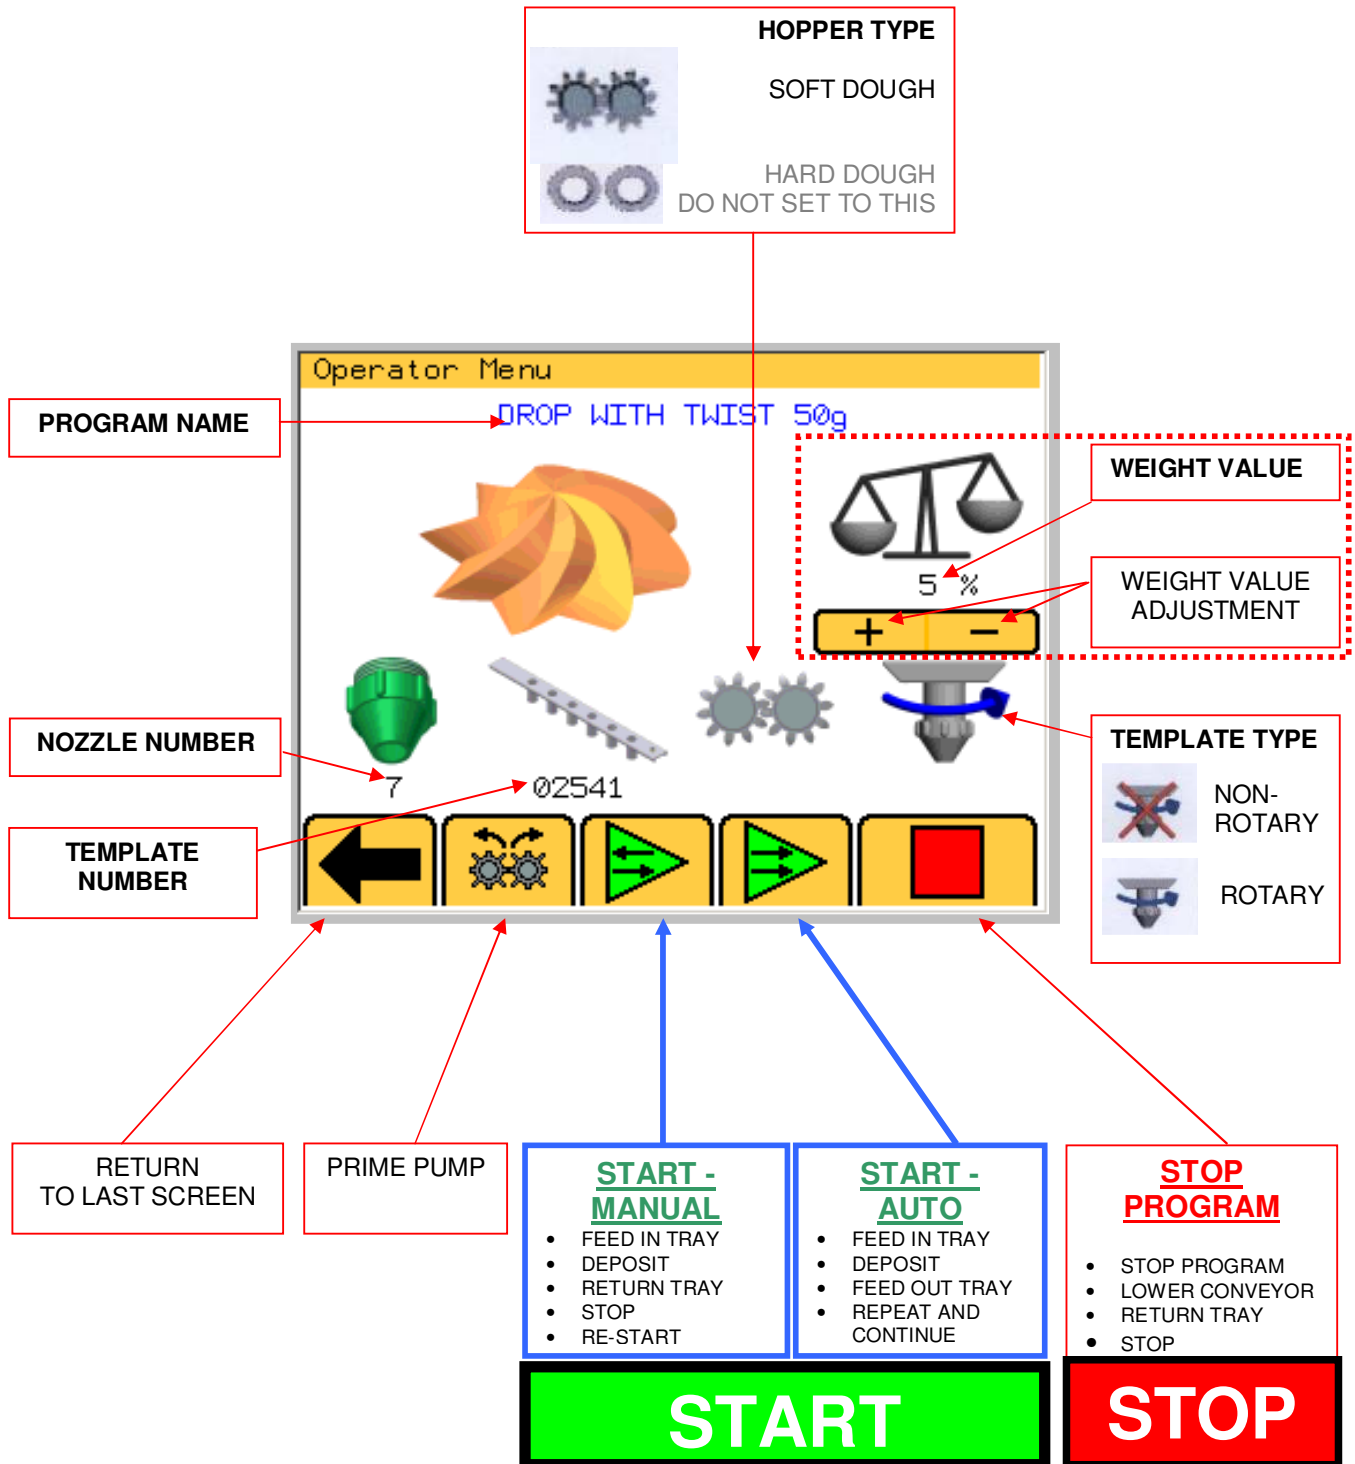 HOPPER TYPE
SOFT DOUGH
HARD DOUGH
DO NOT SET TO THIS
Operator Menu
DROP WITH TWIST 50g
PROGRAM NAME
WEIGHT VALUE
5 %
WEIGHT VALUE
ADJUSTMENT
+ −
NOZZLE NUMBER
7
02541
TEMPLATE
NUMBER
TEMPLATE TYPE
NON-
ROTARY
ROTARY
RETURN
TO LAST SCREEN
PRIME PUMP
START -
MANUAL
• FEED IN TRAY
• DEPOSIT
• RETURN TRAY
• STOP
• RE-START
START -
AUTO
• FEED IN TRAY
• DEPOSIT
• FEED OUT TRAY
• REPEAT AND
CONTINUE
STOP
PROGRAM
• STOP PROGRAM
• LOWER CONVEYOR
• RETURN TRAY
• STOP
START
STOP